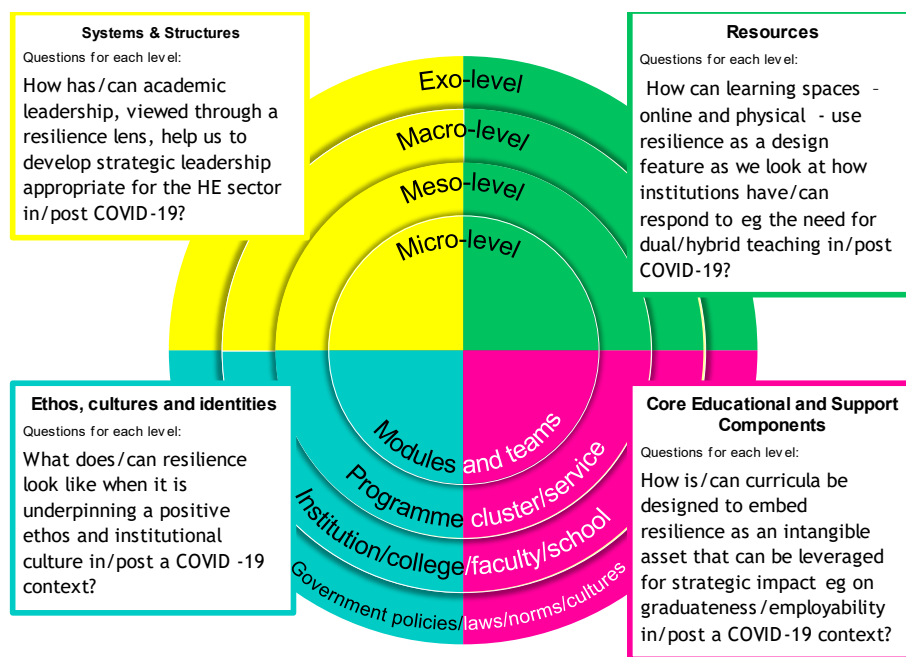 Systems & Structures
Questions for each level:
How has/can academic
leadership, viewed through a
resilience lens, help us to
develop strategic leadership
appropriate for the HE sector
in/post COVID-19?
Resources
Questions for each level:
How can learning spaces -
online and physical - use
resilience as a design
feature as we look at how
institutions have/can
respond to eg the need for
dual/hybrid teaching in/post
COVID-19?
Exo-level
Macro-level
Meso-level
Micro-level
Modules and teams
Programme cluster/service
Institution/college/faculty/school
Government policies/laws/norms/cultures
Ethos, cultures and identities
Questions for each level:
What does/can resilience
look like when it is
underpinning a positive
ethos and institutional
culture in/post a COVID -19
context?
Core Educational and Support
Components
Questions for each level:
How is/can curricula be
designed to embed
resilience as an intangible
asset that can be leveraged
for strategic impact eg on
graduateness/employability
in/post a COVID-19 context?